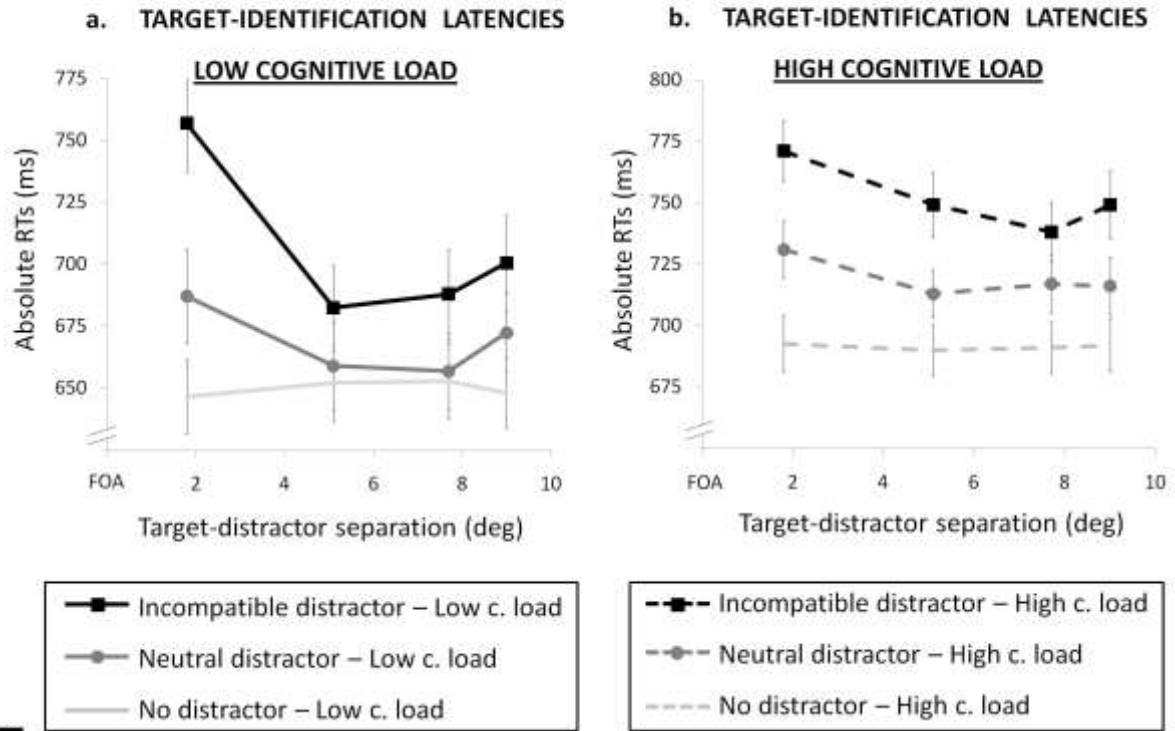 a. TARGET-IDENTIFICATION LATENCIES
LOW COGNITIVE LOAD
775
750
725
700
675
650
Absolute RTs (ms)
FOA 2 4 6 8 10
Target-distractor separation (deg)
Incompatible distractor – Low c. load
Neutral distractor – Low c. load
No distractor – Low c. load
b. TARGET-IDENTIFICATION LATENCIES
HIGH COGNITIVE LOAD
800
775
750
725
700
675
Absolute RTs (ms)
FOA 2 4 6 8 10
Target-distractor separation (deg)
Incompatible distractor – High c. load
Neutral distractor – High c. load
No distractor – High c. load